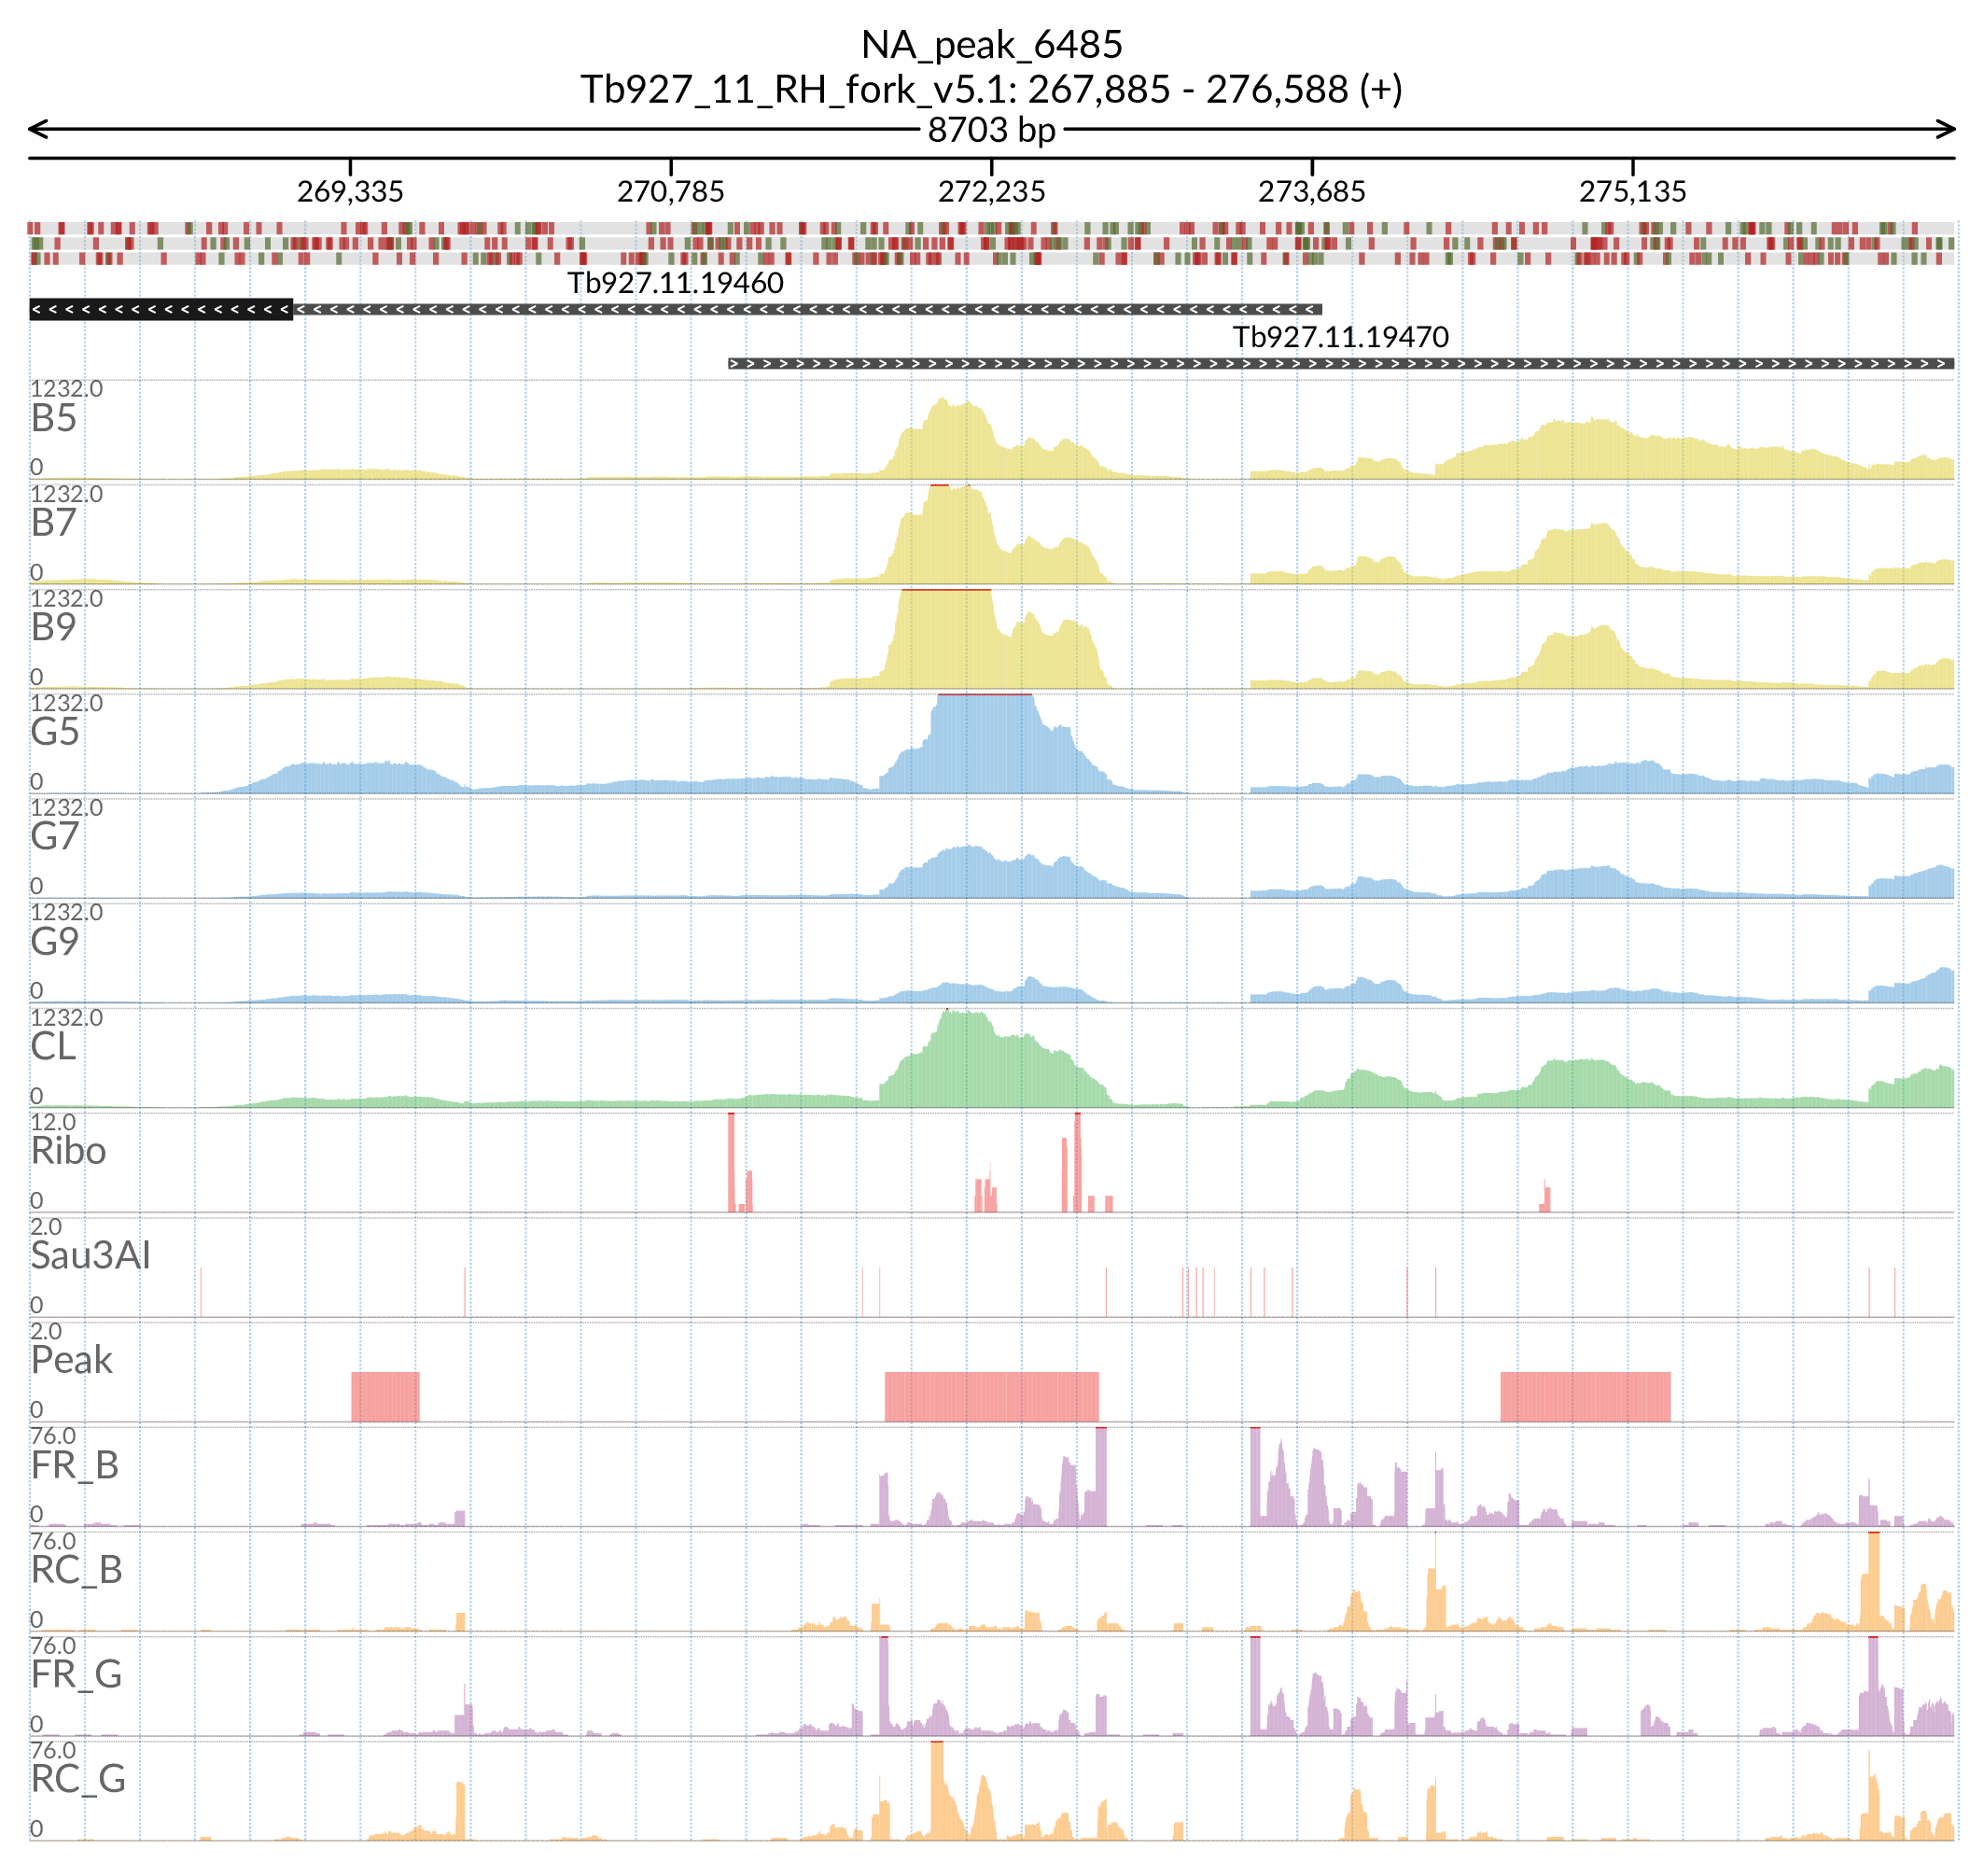 NA_peak_6485
Tb927_11_RH_fork_v5.1: 267,885 - 276,588 (+)
8703 bp
269,335 270,785 272,235 273,685 275,135
Tb927.11.19460
Tb927.11.19470
1232.0
B5
0
1232.0
B7
0
1232.0
B9
0
1232.0
G5
0
1232.0
G7
0
1232.0
G9
0
1232.0
CL
0
12.0
Ribo
0
2.0
Sau3AI
0
2.0
Peak
0
76.0
FR_B
0
76.0
RC_B
0
76.0
FR_G
0
76.0
RC_G
0